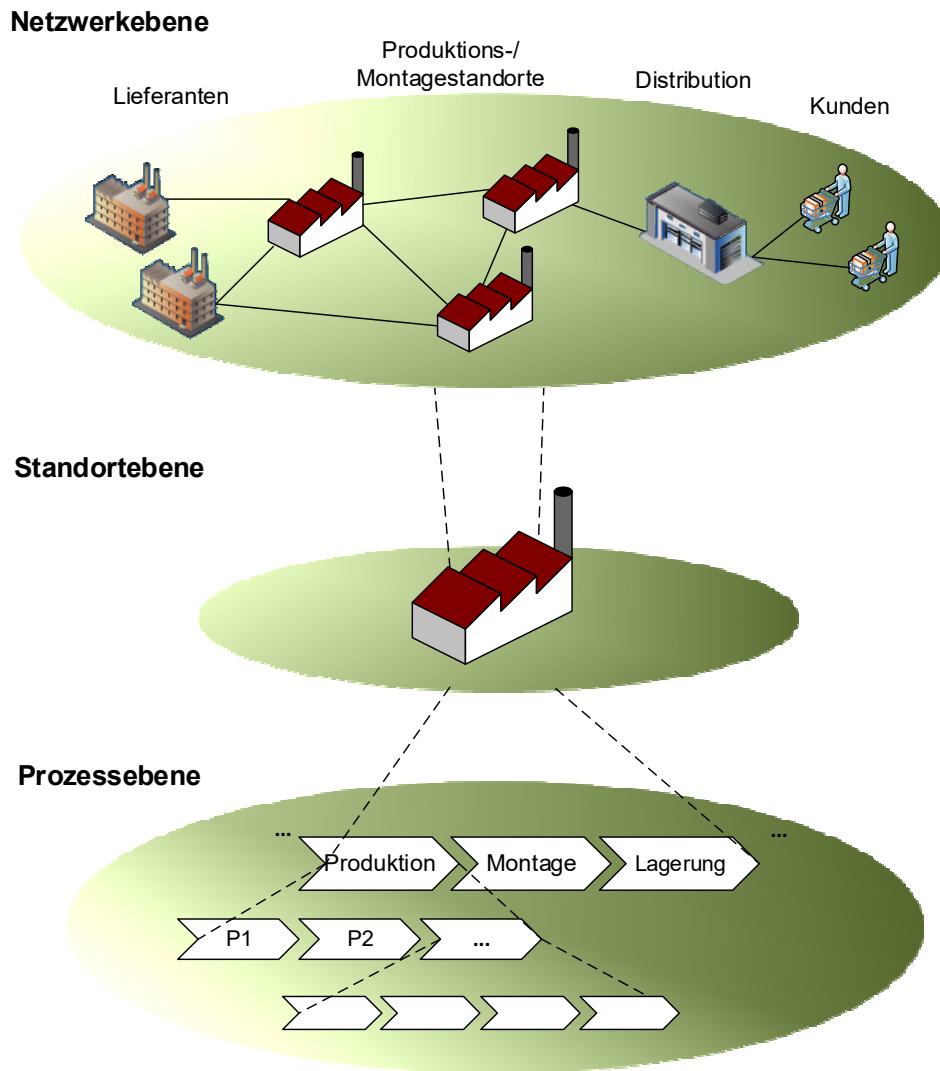 Netzwerkebene
Produktions-/
Montagestandorte
Lieferanten
Distribution
Kunden
Standortebene
Prozessebene
...
...
Produktion
Montage
Lagerung
P1
P2
...